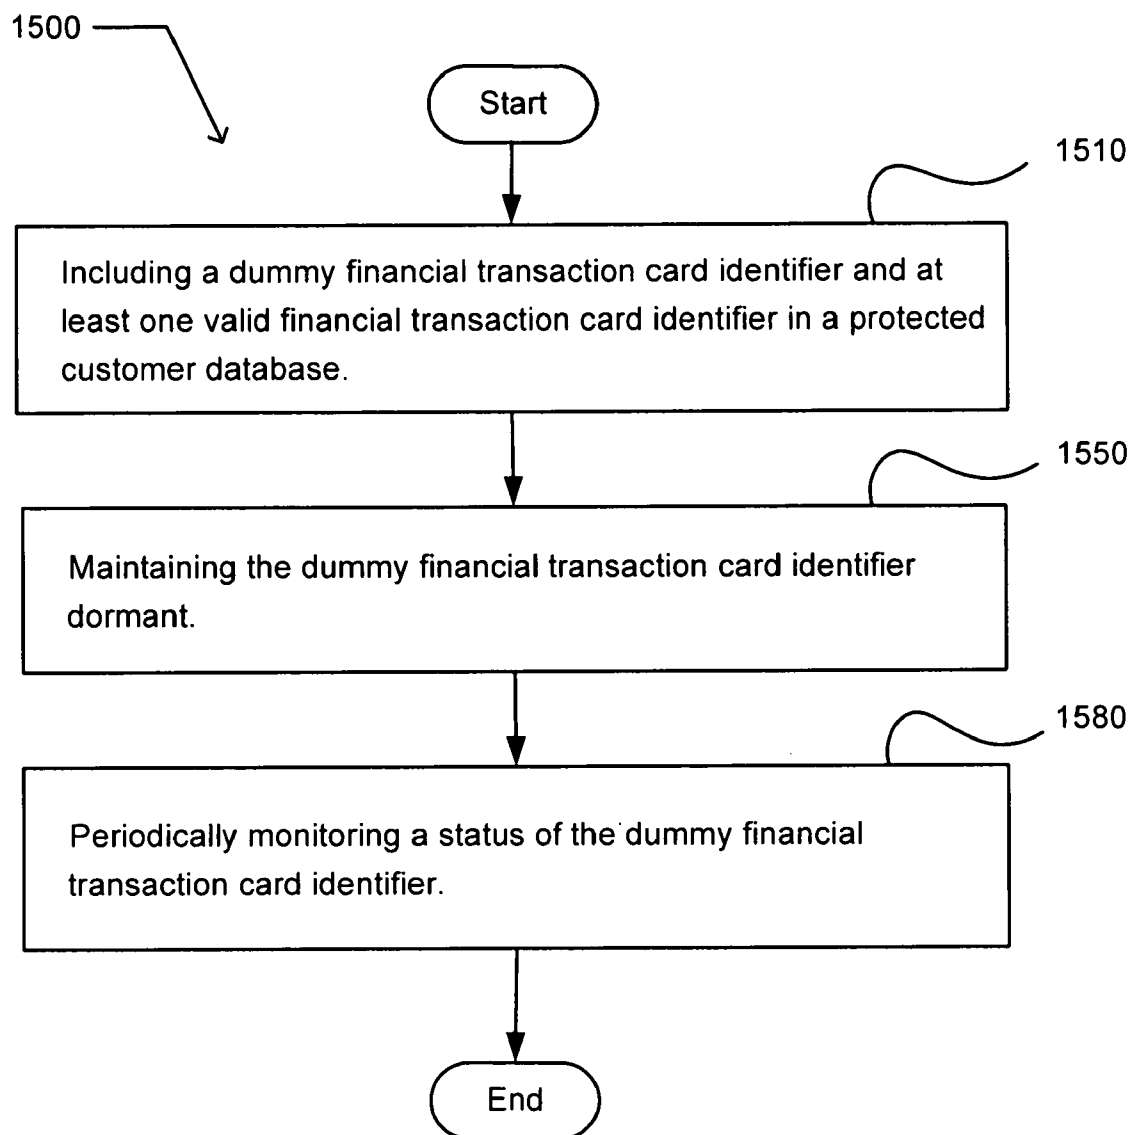 1500
Start
1510
Including a dummy financial transaction card identifier and at
least one valid financial transaction card identifier in a protected
customer database.
1550
Maintaining the dummy financial transaction card identifier
dormant.
1580
Periodically monitoring a status of the dummy financial
transaction card identifier.
End